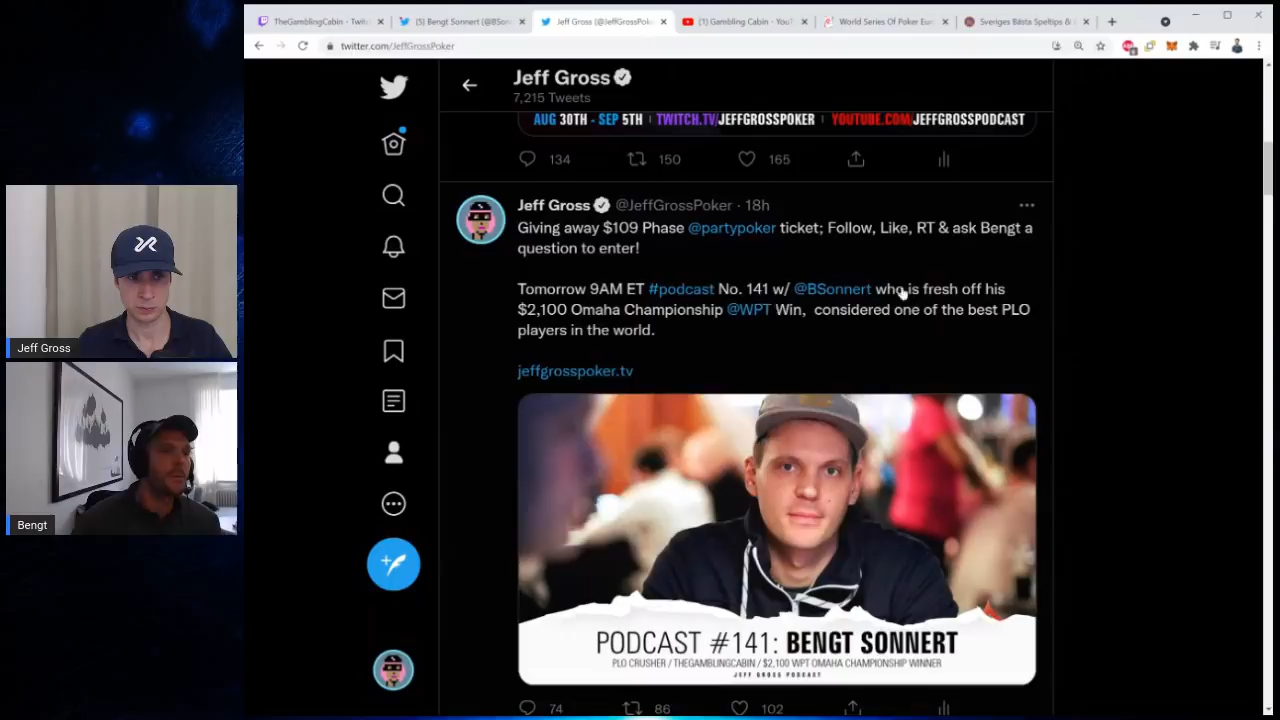 TheGamblingCabin - Twitc
(5) Bengt Sonnert (@BSon
Jeff Gross (@JeffGrossPok
(1) Gambling Cabin - You
World Series Of Poker Eur
Sveriges Bästa Speltips &
twitter.com/JeffGrossPoker
Jeff Gross
7,215 Tweets
AUG 30TH - SEP 5TH | TWITCH.TV/JEFFGROSSPOKER | YOUTUBE.COM/JEFFGROSSPODCAST
134 150 165
Jeff Gross @JeffGrossPoker · 18h
Giving away $109 Phase @partypoker ticket; Follow, Like, RT & ask Bengt a
question to enter!
Tomorrow 9AM ET #podcast No. 141 w/ @BSonnert who is fresh off his
$2,100 Omaha Championship @WPT Win, considered one of the best PLO
players in the world.
jeffgrosspoker.tv
PODCAST #141: BENGT SONNERT
PLO CRUSHER / THEGAMBLINGCABIN / $2,100 WPT OMAHA CHAMPIONSHIP WINNER
JEFF GROSS PODCAST
74 86 102
Jeff Gross
Bengt